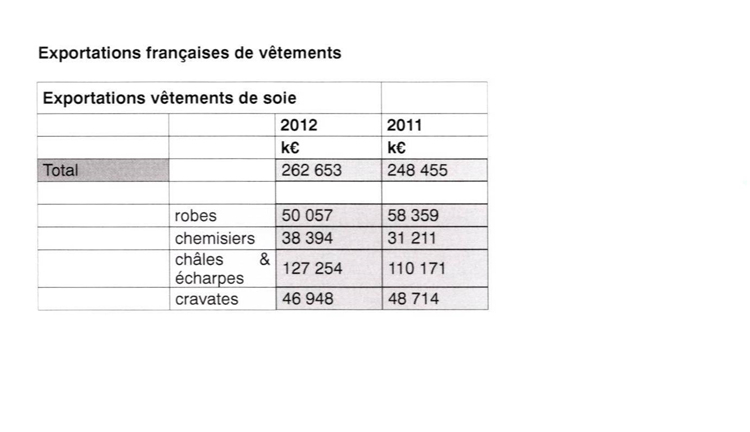 Exportations françaises de vêtements
Exportations vêtements de soie
2012 2011
k€ k€
Total 262 653 248 455
robes 50 057 58 359
chemisiers 38 394 31 211
châles & écharpes 127 254 110 171
cravates 46 948 48 714